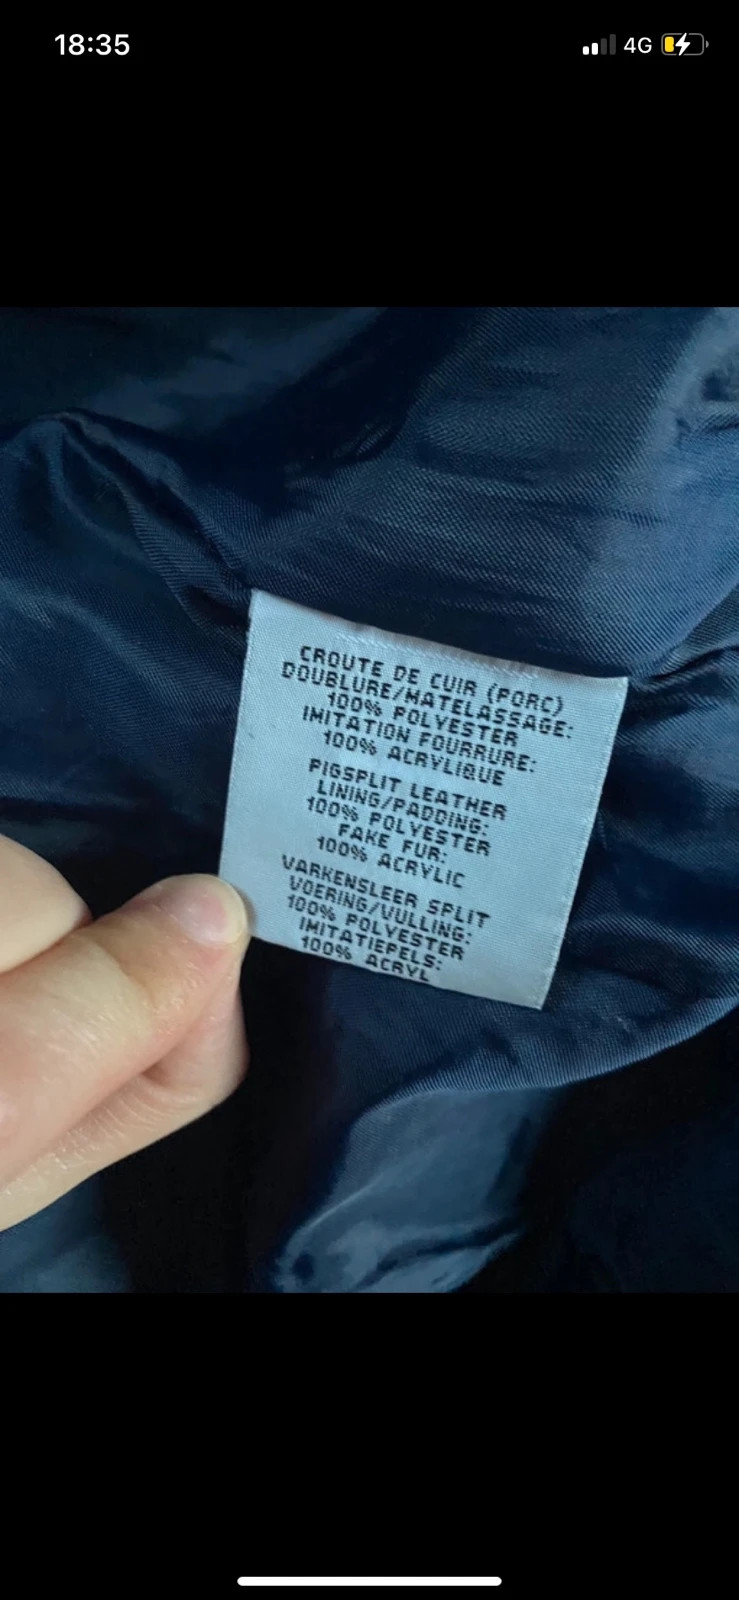 18:35
4G
CROUTE DE CUIR (PORC)
DOUBLURE/MATELASSAGE:
100% POLYESTER
IMITATION FOURRURE:
100% ACRYLIQUE
PIGSPLIT LEATHER
LINING/PADDING:
100% POLYESTER
FAKE FUR:
100% ACRYLIC
VARKENSLEER SPLIT
VOERING/VULLING:
100% POLYESTER
IMITATIEPELS:
100% ACRYL